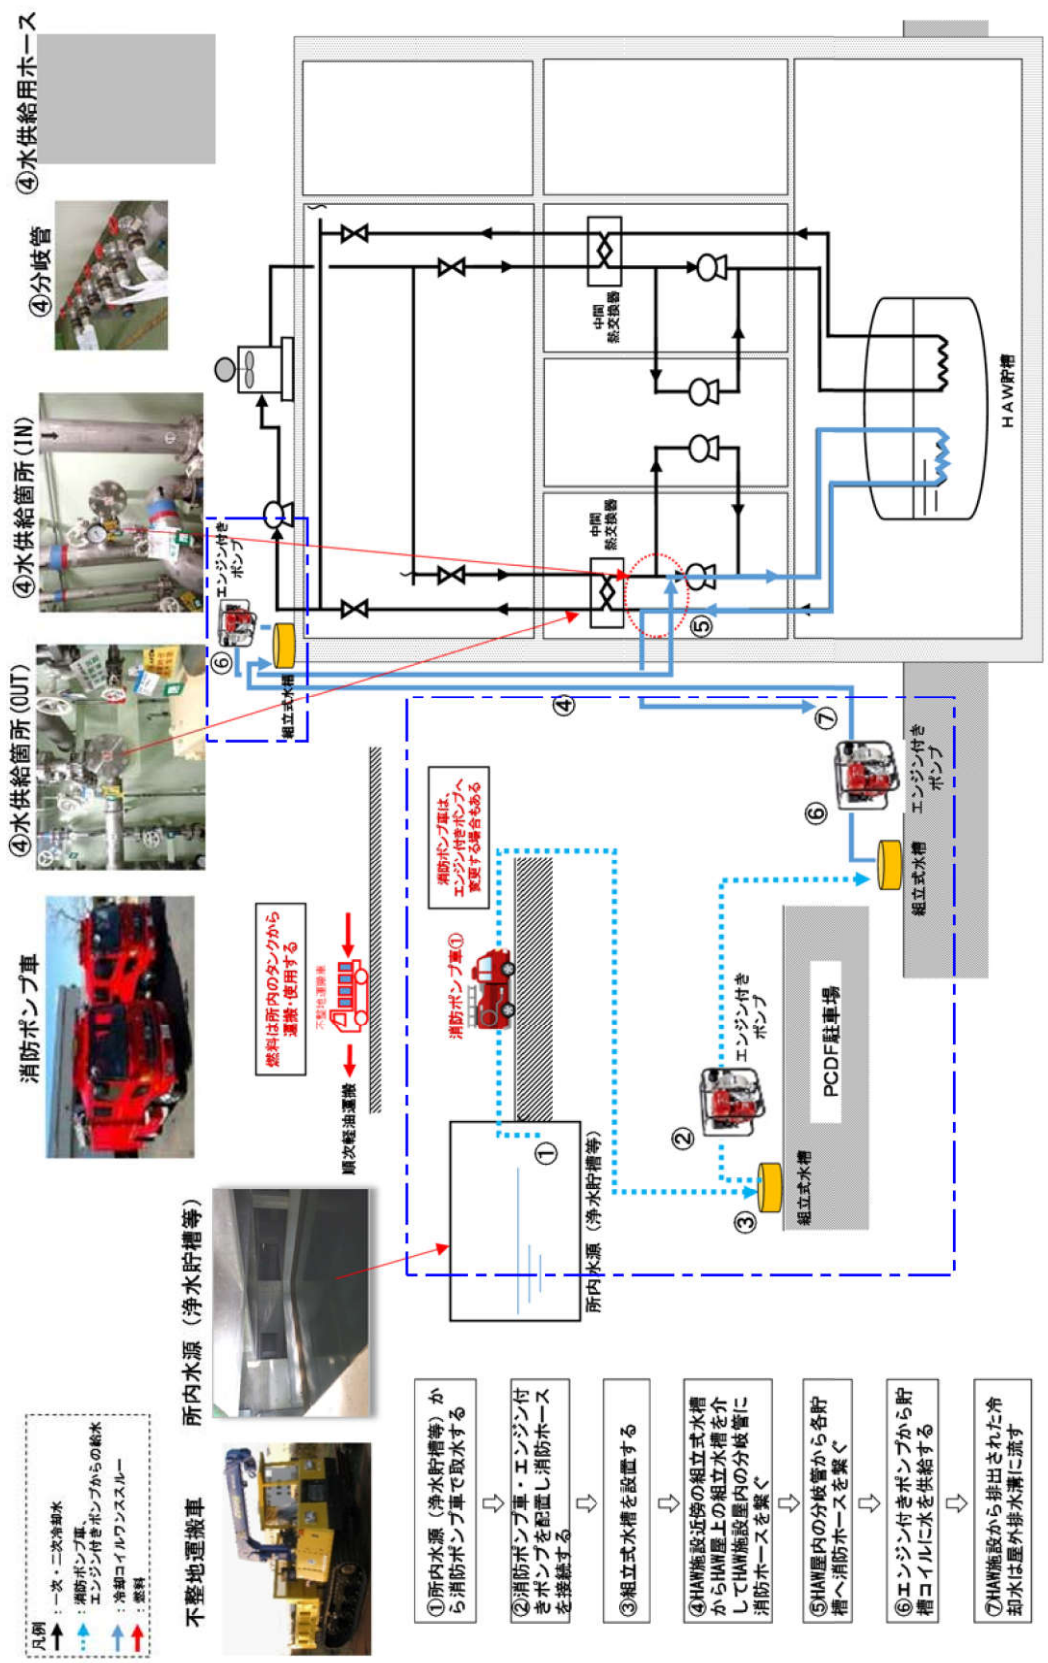 凡例
：一次・二次冷却水
：消防ポンプ車、
エンジン付きポンプからの給水
：冷却コイルワンススルー
：燃料
不整地運搬車
所内水源（浄水貯槽等）
消防ポンプ車
④水供給箇所(OUT)
④水供給箇所(IN)
④分岐管
④水供給用ホース
①所内水源（浄水貯槽等）か
ら消防ポンプ車で取水する
②消防ポンプ車・エンジン付
きポンプを配置し消防ホース
を接続する
③組立式水槽を設置する
④HAW施設近傍の組立式水槽
からHAW屋上の組立水槽を介
してHAW施設屋内の分岐管に
消防ホースを繋ぐ
⑤HAW屋内の分岐管から各貯
槽へ消防ホースを繋ぐ
⑥エンジン付きポンプから貯
槽コイルに水を供給する
⑦HAW施設から排出された冷
却水は屋外排水溝に流す
燃料は所内のタンクから
運搬・使用する
不整地運搬車
順次軽油運搬
消防ポンプ車①
消防ポンプ車は、
エンジン付きポンプへ
変更する場合もある
①
所内水源（浄水貯槽等）
②
エンジン付き
ポンプ
③
組立式水槽
PCDF駐車場
④
⑥
エンジン付き
ポンプ
組立式水槽
⑦
⑥
エンジン付き
ポンプ
組立式水槽
⑤
中間
熱交換器
中間
熱交換器
HAW貯槽